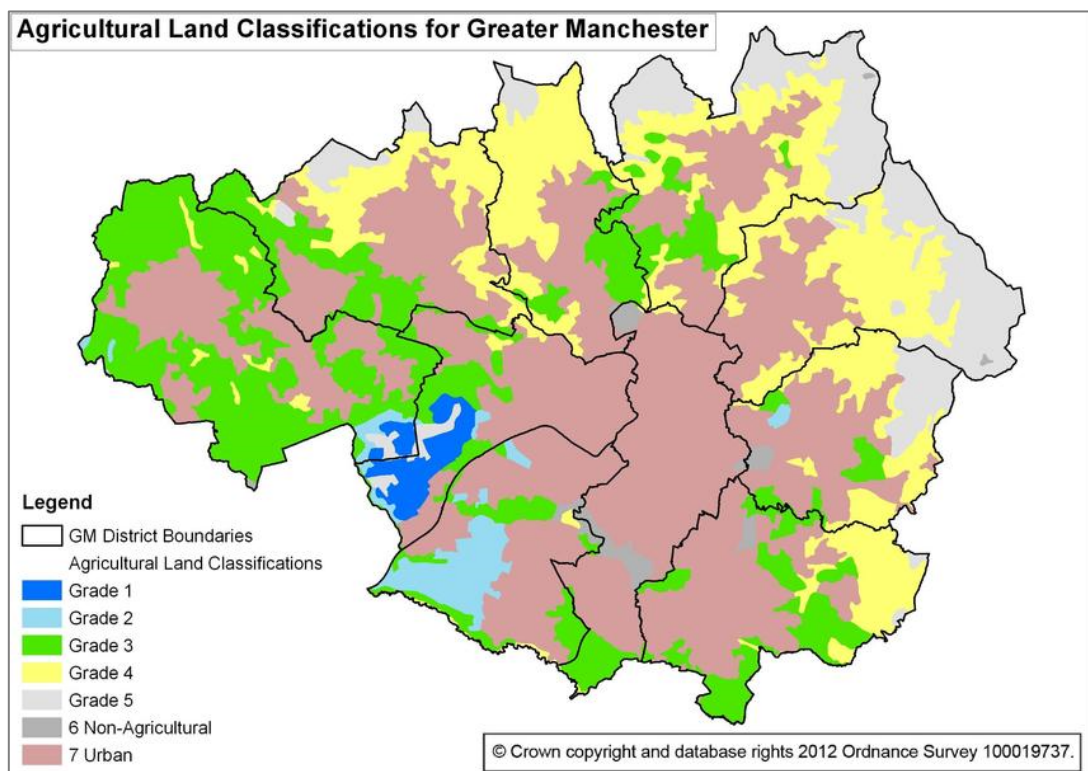 Agricultural Land Classifications for Greater Manchester
Legend
GM District Boundaries
Agricultural Land Classifications
Grade 1
Grade 2
Grade 3
Grade 4
Grade 5
6 Non-Agricultural
7 Urban
© Crown copyright and database rights 2012 Ordnance Survey 100019737.